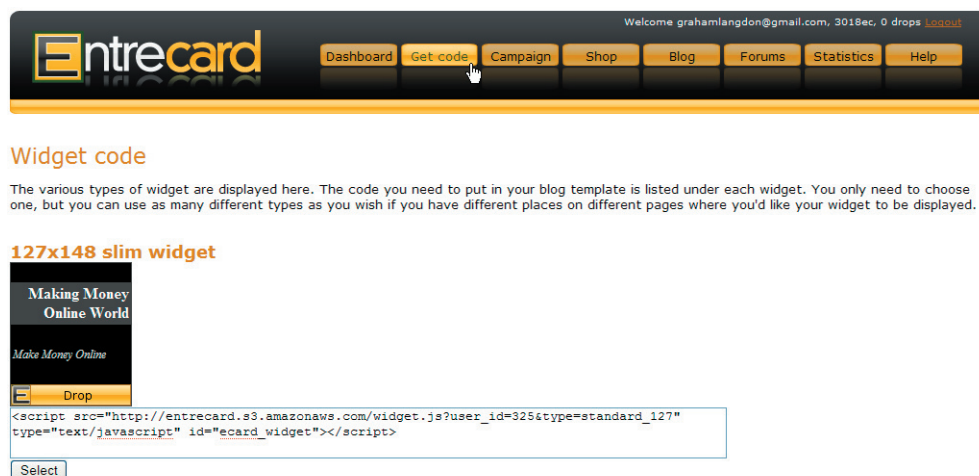 Welcome grahamlangdon@gmail.com, 3018ec, 0 drops Logout
Entrecard
Dashboard Get code Campaign Shop Blog Forums Statistics Help
Widget code
The various types of widget are displayed here. The code you need to put in your blog template is listed under each widget. You only need to choose
one, but you can use as many different types as you wish if you have different places on different pages where you'd like your widget to be displayed.
127x148 slim widget
Making Money
Online World
Make Money Online
E Drop
<script src="http://entrecard.s3.amazonaws.com/widget.js?user_id=325&type=standard_127"
type="text/javascript" id="ecard_widget"></script>
Select